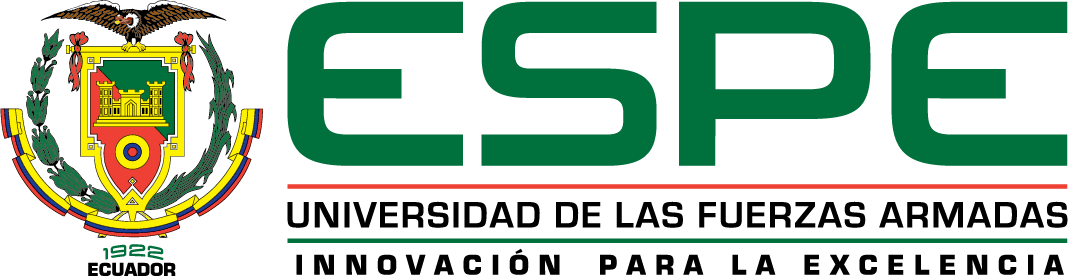 ESPE
UNIVERSIDAD DE LAS FUERZAS ARMADAS
INNOVACIÓN PARA LA EXCELENCIA
1922
ECUADOR